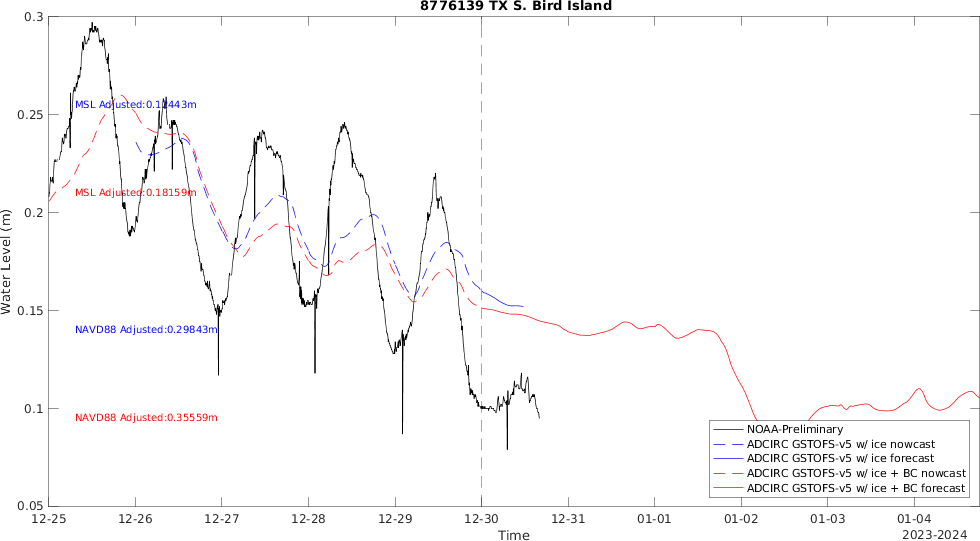 8776139 TX S. Bird Island
0.3
0.25
0.2
0.15
0.1
0.05
Water Level (m)
MSL Adjusted:0.12443m
MSL Adjusted:0.18159m
NAVD88 Adjusted:0.29843m
NAVD88 Adjusted:0.35559m
NOAA-Preliminary
ADCIRC GSTOFS-v5 w/ ice nowcast
ADCIRC GSTOFS-v5 w/ ice forecast
ADCIRC GSTOFS-v5 w/ ice + BC nowcast
ADCIRC GSTOFS-v5 w/ ice + BC forecast
12-25 12-26 12-27 12-28 12-29 12-30 12-31 01-01 01-02 01-03 01-04
Time
2023-2024